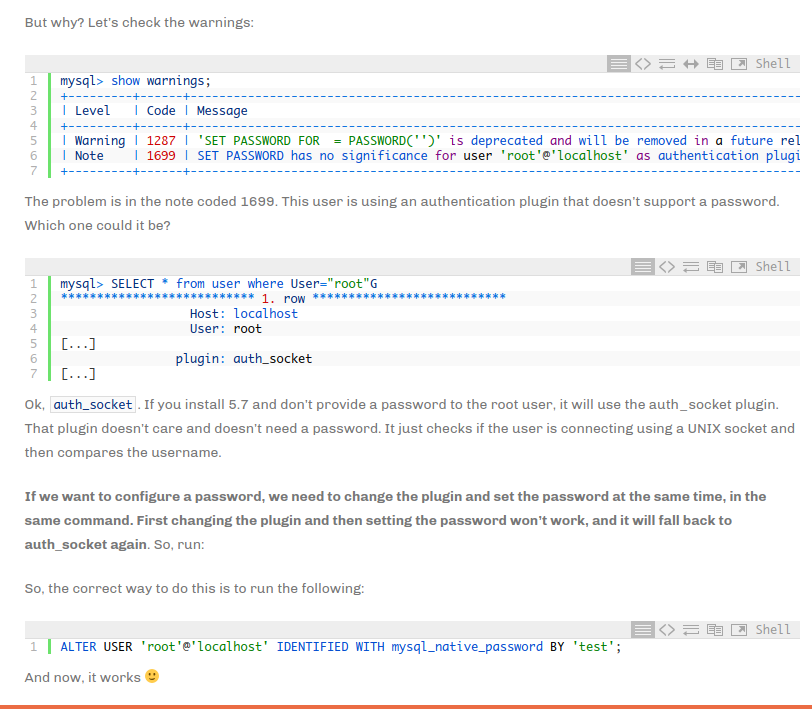 But why? Let's check the warnings:
Shell
1 mysql> show warnings;
2 +---------+------+--------------------------------------------------------------------------------------
3 | Level   | Code | Message
4 +---------+------+--------------------------------------------------------------------------------------
5 | Warning | 1287 | 'SET PASSWORD FOR  = PASSWORD('')' is deprecated and will be removed in a future rel
6 | Note    | 1699 | SET PASSWORD has no significance for user 'root'@'localhost' as authentication plugi
7 +---------+------+--------------------------------------------------------------------------------------
The problem is in the note coded 1699. This user is using an authentication plugin that doesn't support a password.
Which one could it be?
Shell
1 mysql> SELECT * from user where User="root"G
2 *************************** 1. row ***************************
3 Host: localhost
4 User: root
5 [...]
6 plugin: auth_socket
7 [...]
Ok, auth_socket. If you install 5.7 and don't provide a password to the root user, it will use the auth_socket plugin.
That plugin doesn't care and doesn't need a password. It just checks if the user is connecting using a UNIX socket and
then compares the username.
If we want to configure a password, we need to change the plugin and set the password at the same time, in the
same command. First changing the plugin and then setting the password won't work, and it will fall back to
auth_socket again. So, run:
So, the correct way to do this is to run the following:
Shell
1 ALTER USER 'root'@'localhost' IDENTIFIED WITH mysql_native_password BY 'test';
And now, it works 🙂